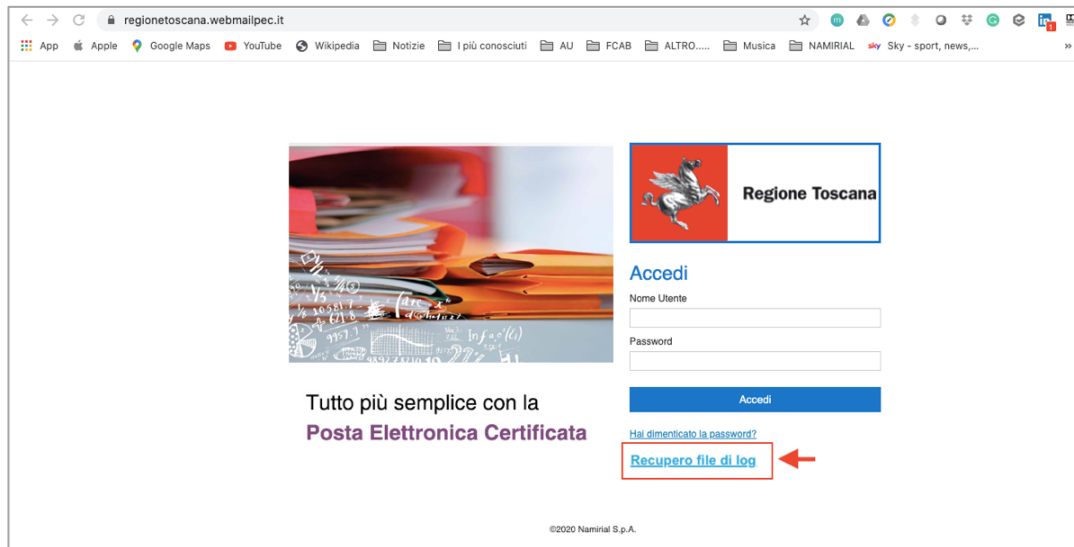 regionetoscana.webmailpec.it
App Apple Google Maps YouTube Wikipedia Notizie I più conosciuti AU FCAB ALTRO..... Musica NAMIRIAL sky Sky - sport, news,... »
Regione Toscana
Accedi
Nome Utente
Password
Accedi
Hai dimenticato la password?
Recupero file di log
Tutto più semplice con la
Posta Elettronica Certificata
©2020 Namirial S.p.A.